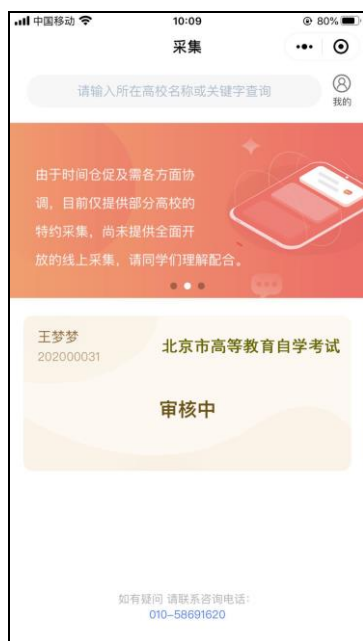 中国移动 10:09 80%
采集
请输入所在高校名称或关键字查询
我的
由于时间仓促及需各方面协
调，目前仅提供部分高校的
特约采集，尚未提供全面开
放的线上采集，请同学们理解配合。
王梦梦
202000031
北京市高等教育自学考试
审核中
如有疑问 请联系咨询电话：
010-58691620